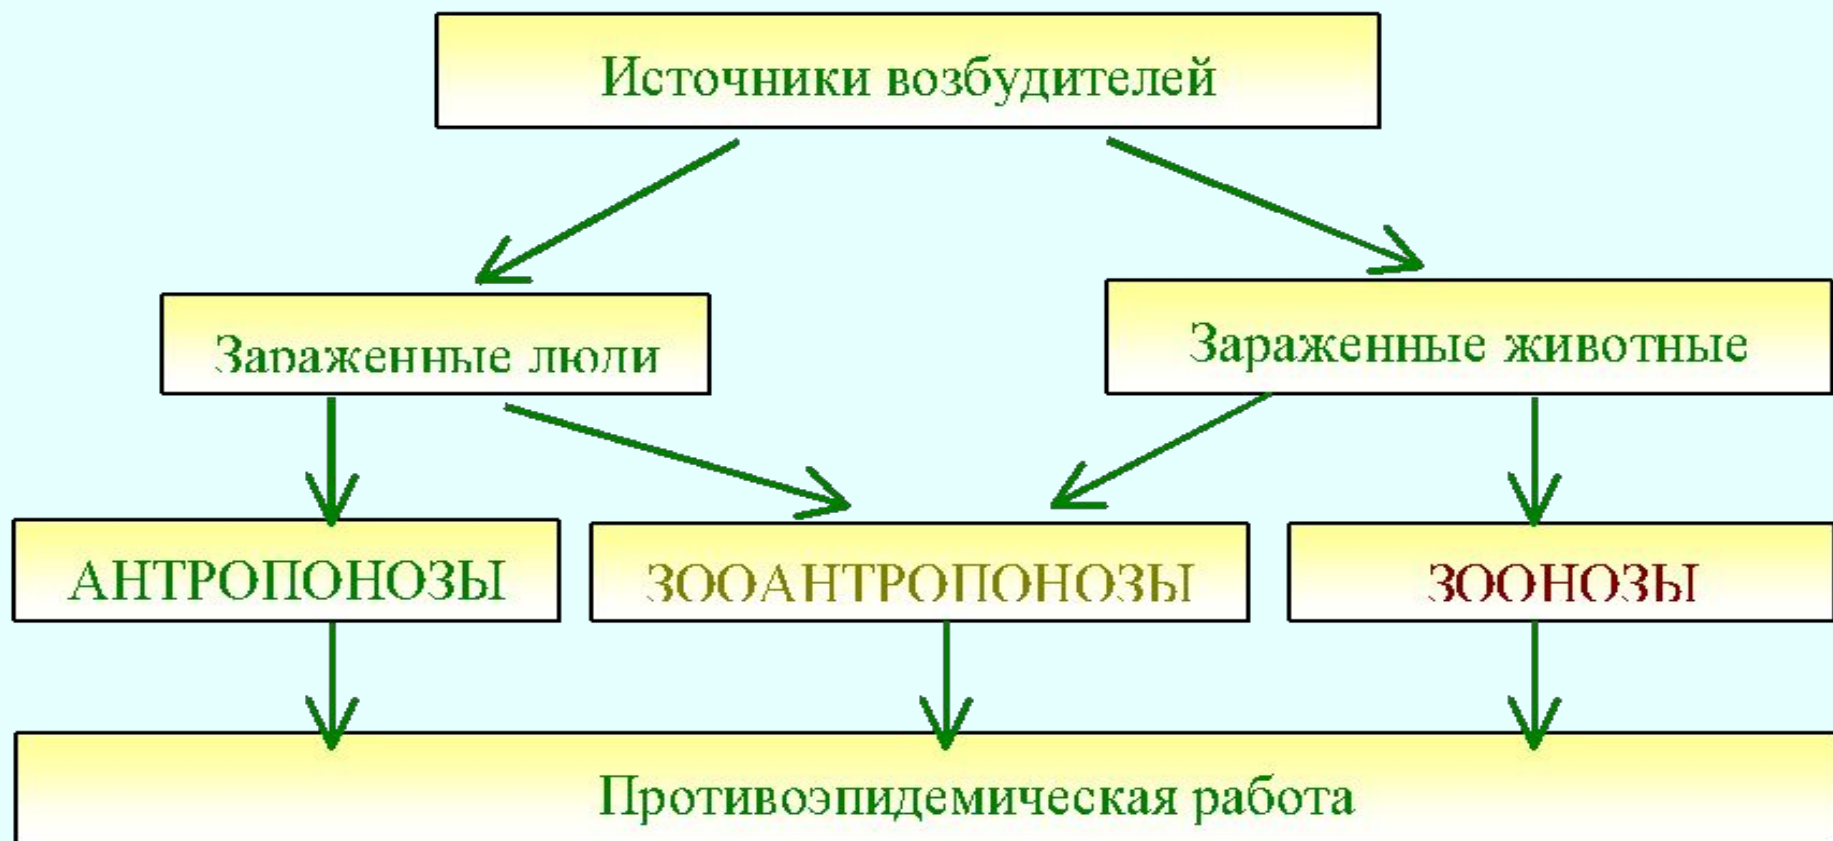 Источники возбудителей
Зараженные люди
Зараженные животные
АНТРОПОНОЗЫ
ЗООАНТРОПОНОЗЫ
ЗООНОЗЫ
Противоэпидемическая работа